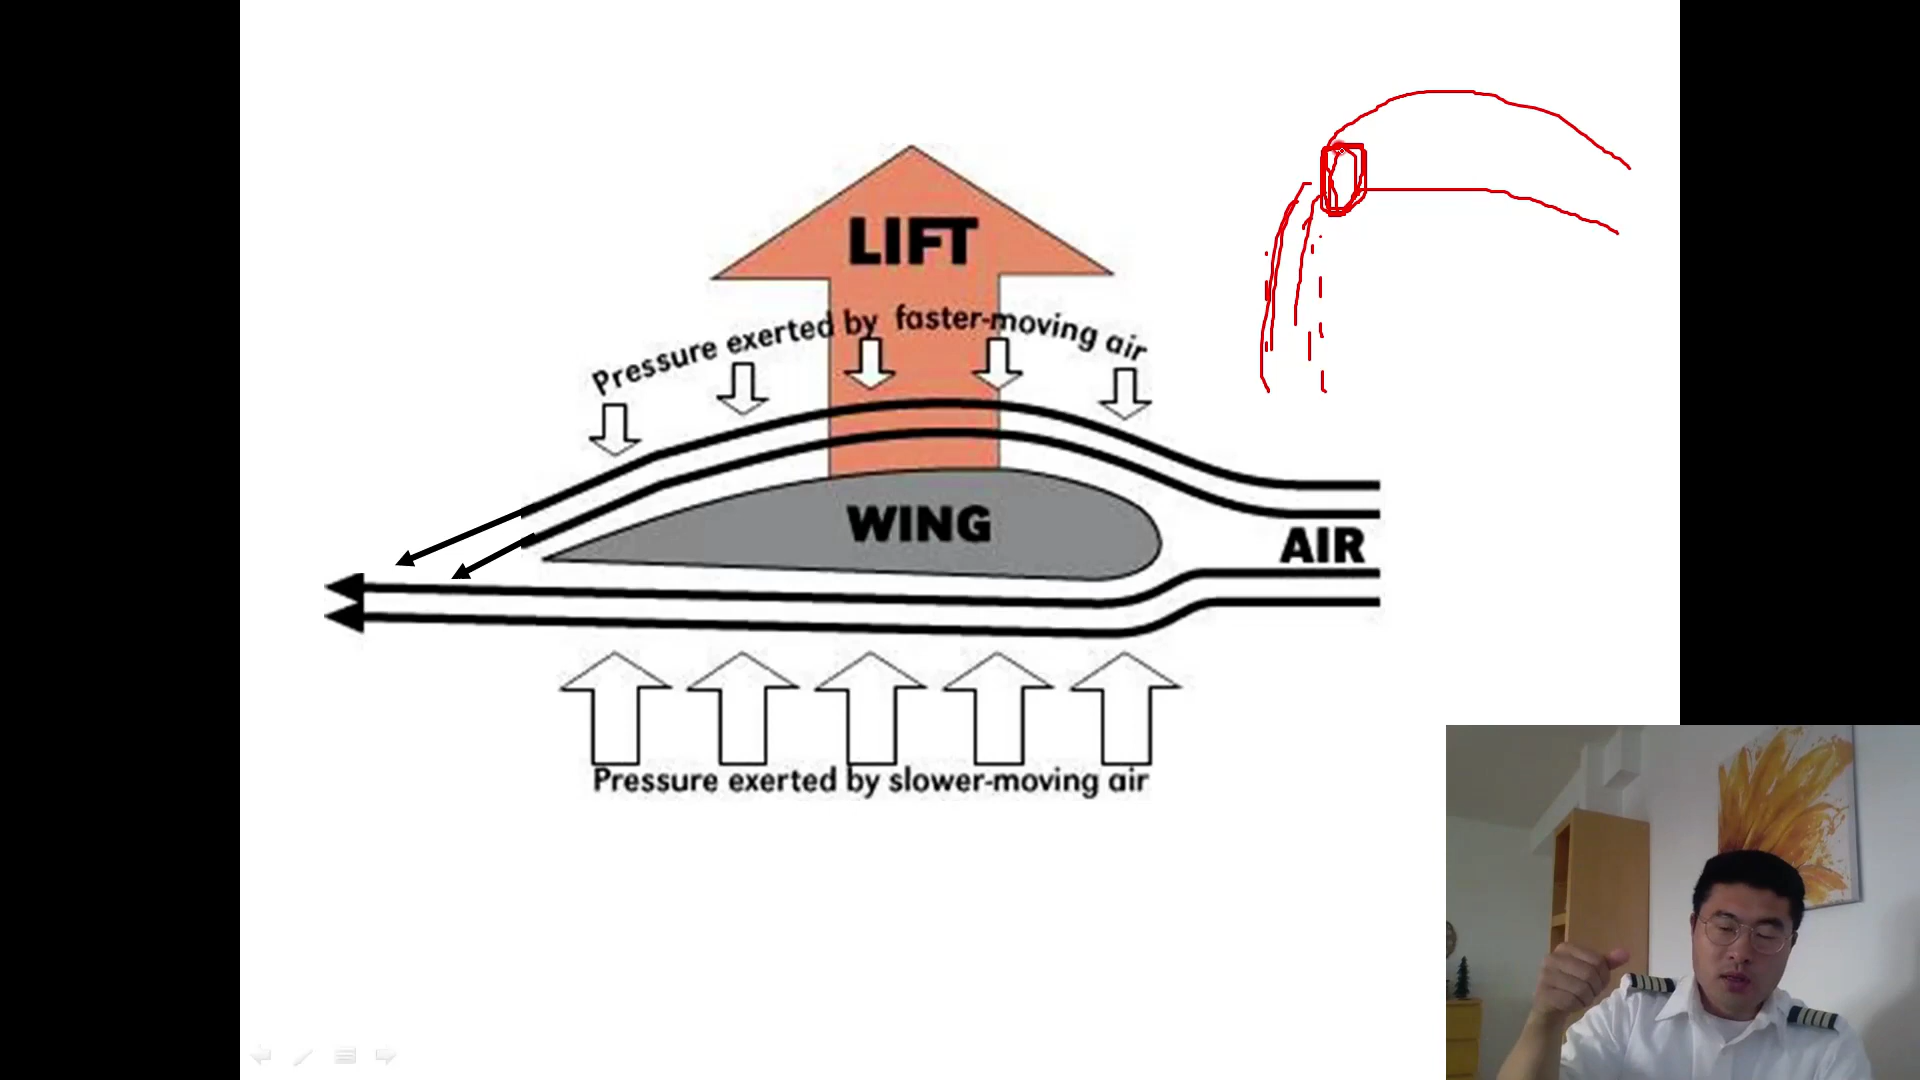 LIFT
Pressure exerted by faster-moving air
WING
AIR
Pressure exerted by slower-moving air